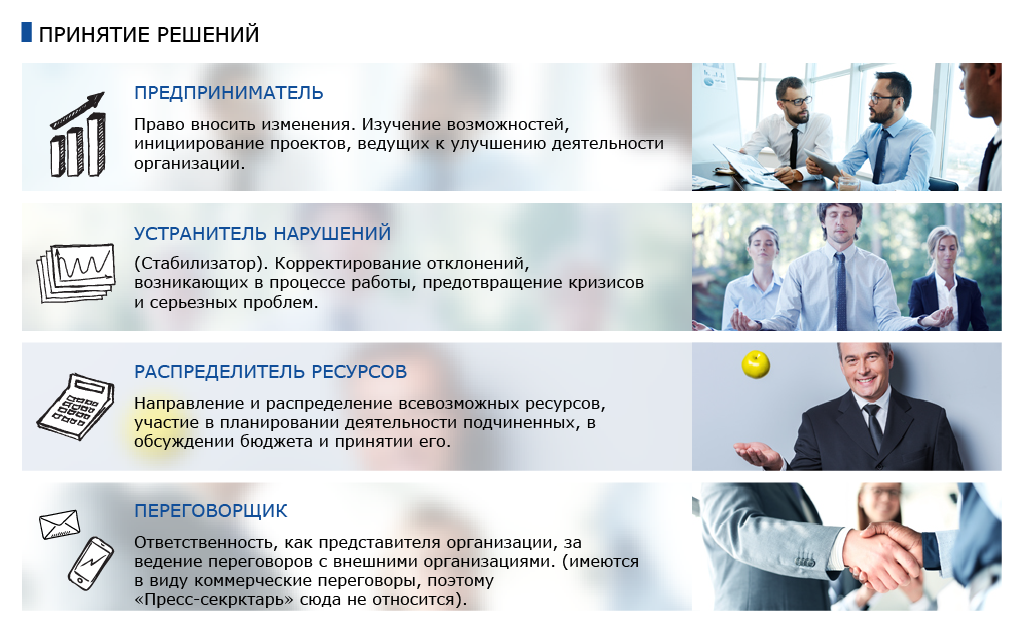 ПРИНЯТИЕ РЕШЕНИЙ
ПРЕДПРИНИМАТЕЛЬ
Право вносить изменения. Изучение возможностей,
инициирование проектов, ведущих к улучшению деятельности
организации.
УСТРАНИТЕЛЬ НАРУШЕНИЙ
(Стабилизатор). Корректирование отклонений,
возникающих в процессе работы, предотвращение кризисов
и серьезных проблем.
РАСПРЕДЕЛИТЕЛЬ РЕСУРСОВ
Направление и распределение всевозможных ресурсов,
участие в планировании деятельности подчиненных, в
обсуждении бюджета и принятии его.
ПЕРЕГОВОРЩИК
Ответственность, как представителя организации, за
ведение переговоров с внешними организациями. (имеются
в виду коммерческие переговоры, поэтому
«Пресс-секрктарь» сюда не относится).